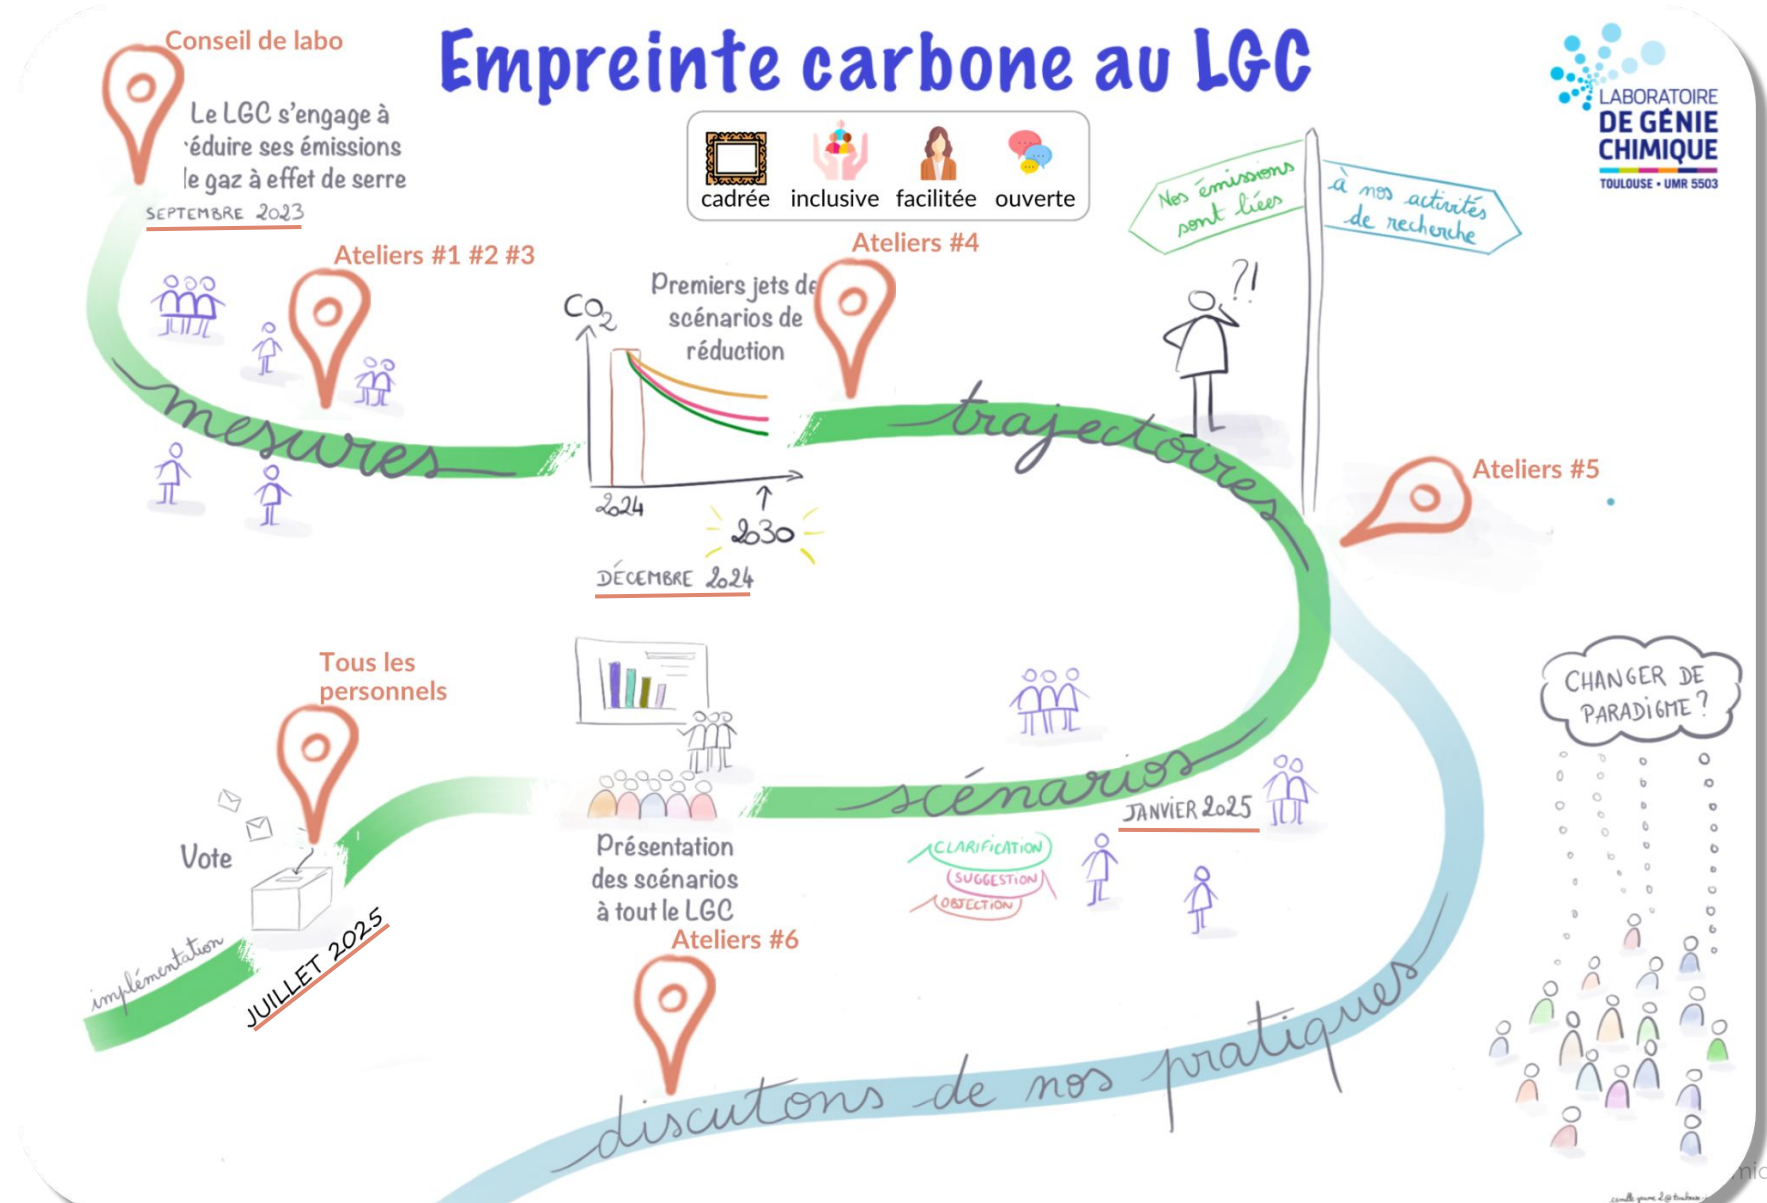 Conseil de labo
Empreinte carbone au LGC
LABORATOIRE
DE GÉNIE
CHIMIQUE
TOULOUSE • UMR 5503
Le LGC s'engage à
éduire ses émissions
le gaz à effet de serre
SEPTEMBRE 2023
cadrée inclusive facilitée ouverte
Nos émissions
sont liées
à nos activités
de recherche
Ateliers #1 #2 #3
Ateliers #4
Premiers jets de
scénarios de
réduction
CO2
?!
mesures
trajectoires
2024
2030
DÉCEMBRE 2024
Ateliers #5
Tous les
personnels
CHANGER DE
PARADIGME ?
scénarios
JANVIER 2025
Vote
Présentation
des scénarios
à tout le LGC
CLARIFICATION
SUGGESTION
OBJECTION
Ateliers #6
implémentation
JUILLET 2025
discutons de nos pratiques